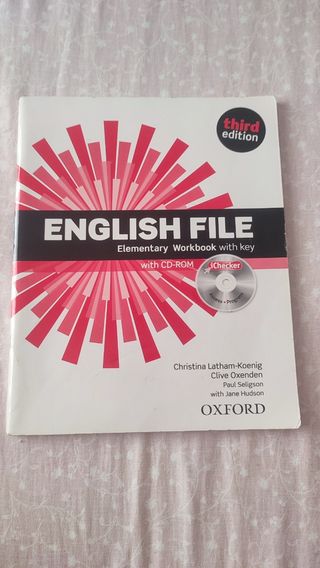 third
edition
ENGLISH FILE
Elementary Workbook with key
with CD-ROM
iChecker
Christina Latham-Koenig
Clive Oxenden
Paul Seligson
with Jane Hudson
OXFORD